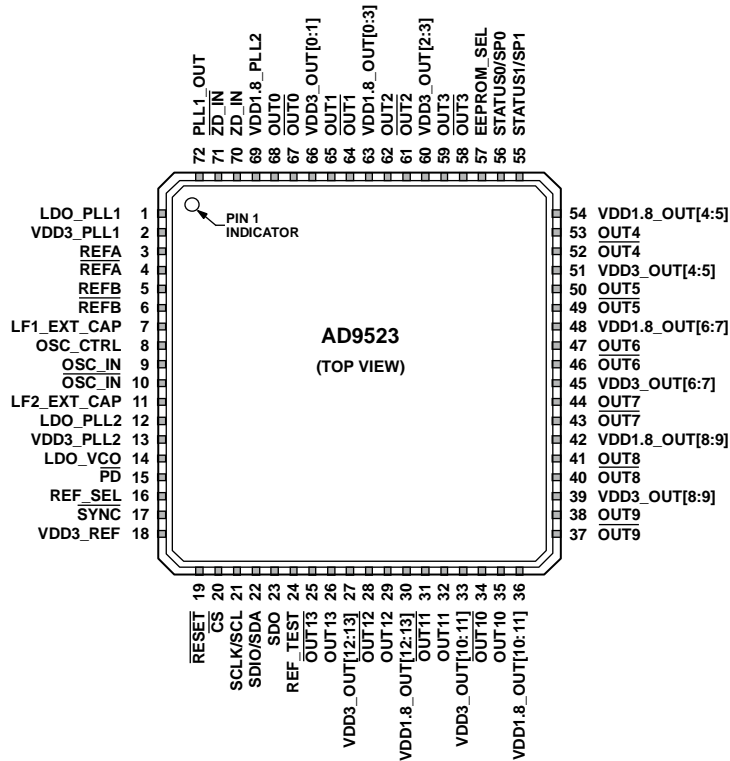 72 PLL1_OUT
71 ZD_IN
70 ZD_IN
69 VDD1.8_PLL2
68 OUT0
67 OUT0
66 VDD3_OUT[0:1]
65 OUT1
64 OUT1
63 VDD1.8_OUT[0:3]
62 OUT2
61 OUT2
60 VDD3_OUT[2:3]
59 OUT3
58 OUT3
57 EEPROM_SEL
56 STATUS0/SP0
55 STATUS1/SP1
LDO_PLL1 1
VDD3_PLL1 2
REFA 3
REFA 4
REFB 5
REFB 6
LF1_EXT_CAP 7
OSC_CTRL 8
OSC_IN 9
OSC_IN 10
LF2_EXT_CAP 11
LDO_PLL2 12
VDD3_PLL2 13
LDO_VCO 14
PD 15
REF_SEL 16
SYNC 17
VDD3_REF 18
PIN 1
INDICATOR
AD9523
(TOP VIEW)
54 VDD1.8_OUT[4:5]
53 OUT4
52 OUT4
51 VDD3_OUT[4:5]
50 OUT5
49 OUT5
48 VDD1.8_OUT[6:7]
47 OUT6
46 OUT6
45 VDD3_OUT[6:7]
44 OUT7
43 OUT7
42 VDD1.8_OUT[8:9]
41 OUT8
40 OUT8
39 VDD3_OUT[8:9]
38 OUT9
37 OUT9
RESET 19
CS 20
SCLK/SCL 21
SDIO/SDA 22
SDO 23
REF_TEST 24
OUT13 25
OUT13 26
VDD3_OUT[12:13] 27
OUT12 28
OUT12 29
VDD1.8_OUT[12:13] 30
OUT11 31
OUT11 32
VDD3_OUT[10:11] 33
OUT10 34
OUT10 35
VDD1.8_OUT[10:11] 36